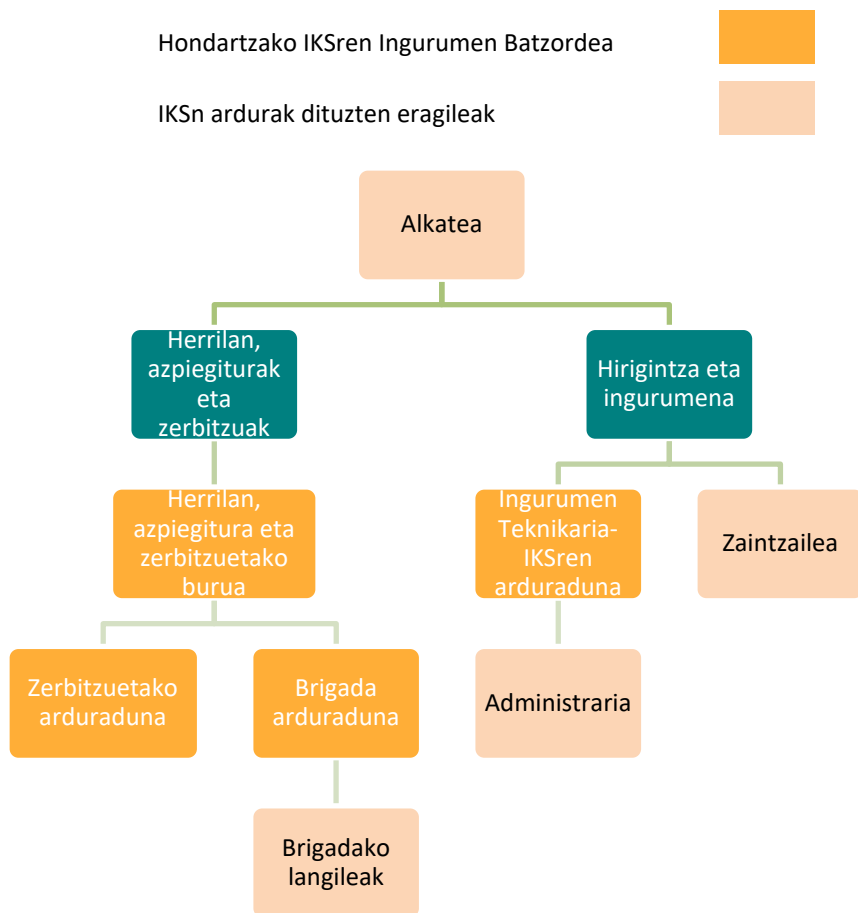 Hondartzako IKSren Ingurumen Batzordea
IKSn ardurak dituzten eragileak
Alkatea
Herrilan,
azpiegiturak
eta
zerbitzuak
Hirigintza eta
ingurumena
Herrilan,
azpiegitura eta
zerbitzuetako
burua
Ingurumen
Teknikaria-
IKSren
arduraduna
Zaintzailea
Zerbitzuetako
arduraduna
Brigada
arduraduna
Administraria
Brigadako
langileak